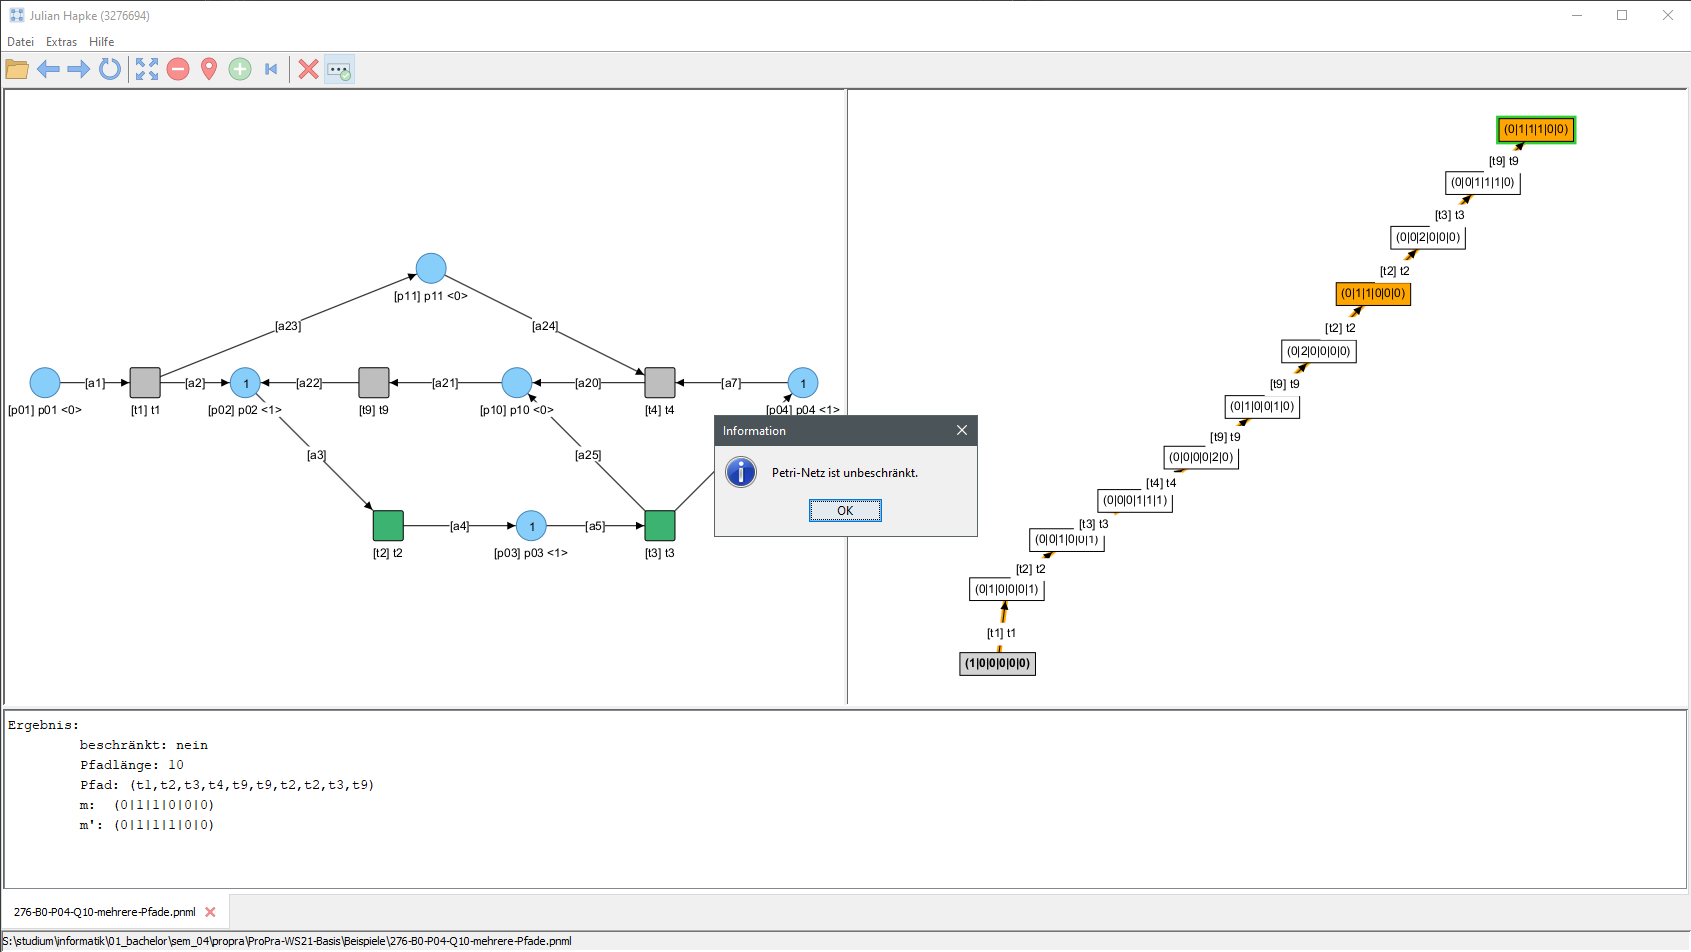 Julian Hapke (3276694)
Datei Extras Hilfe
[p11] p11 <0>
[a23]
[a24]
[a1]
[a2]
1
[a22]
[a21]
[a20]
[a7]
1
[p01] p01 <0>
[t1] t1
[p02] p02 <1>
[t9] t9
[p10] p10 <0>
[t4] t4
[p04] p04 <1>
[a3]
[a25]
[a4]
1
[a5]
[t2] t2
[p03] p03 <1>
[t3] t3
Information
Petri-Netz ist unbeschränkt.
OK
(0|1|1|1|0|0)
[t9] t9
(0|0|1|1|1|0)
[t3] t3
(0|0|2|0|0|0)
[t2] t2
(0|1|1|0|0|0)
[t2] t2
(0|2|0|0|0|0)
[t9] t9
(0|1|0|0|1|0)
[t9] t9
(0|0|0|0|2|0)
[t4] t4
(0|0|0|1|1|1)
[t3] t3
(0|0|1|0|0|1)
[t2] t2
(0|1|0|0|0|1)
[t1] t1
(1|0|0|0|0|0)
Ergebnis:
beschränkt: nein
Pfadlänge: 10
Pfad: (t1,t2,t3,t4,t9,t9,t2,t2,t3,t9)
m: (0|1|1|0|0|0)
m': (0|1|1|1|0|0)
276-B0-P04-Q10-mehrere-Pfade.pnml
S:\studium\informatik\01_bachelor\sem_04\propra\ProPra-WS21-Basis\Beispiele\276-B0-P04-Q10-mehrere-Pfade.pnml